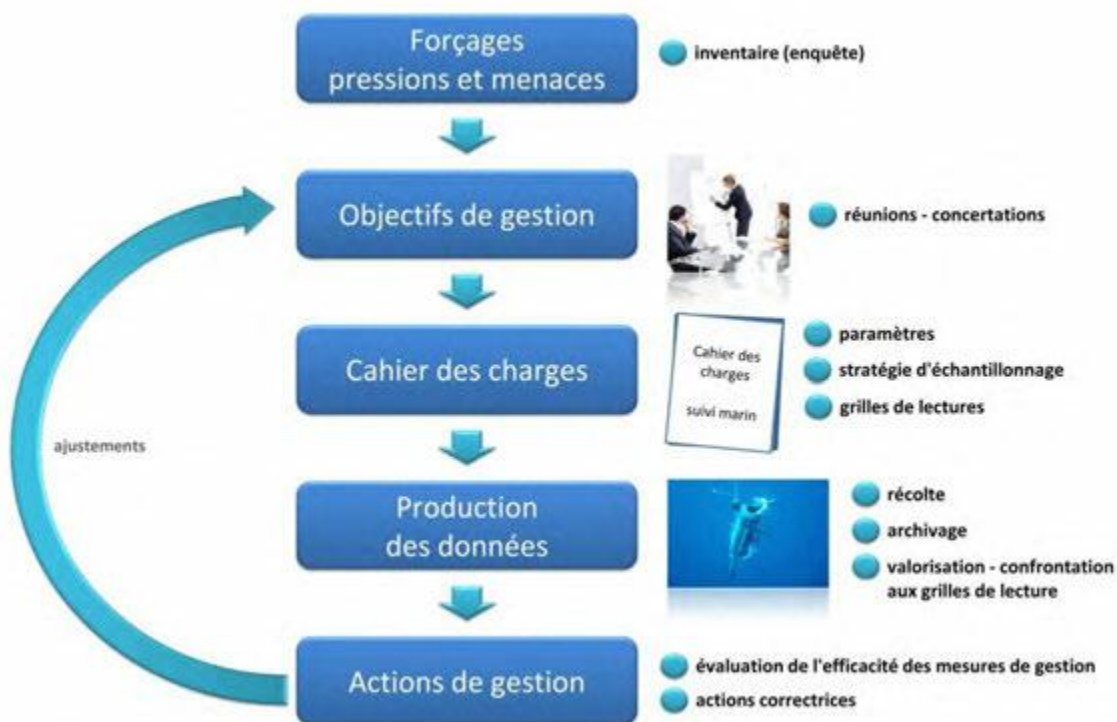 Forçages
pressions et menaces
inventaire (enquête)
Objectifs de gestion
réunions - concertations
Cahier des charges
Cahier des
charges
suivi marin
paramètres
stratégie d'échantillonnage
grilles de lectures
ajustements
Production
des données
récolte
archivage
valorisation - confrontation
aux grilles de lecture
Actions de gestion
évaluation de l'efficacité des mesures de gestion
actions correctrices